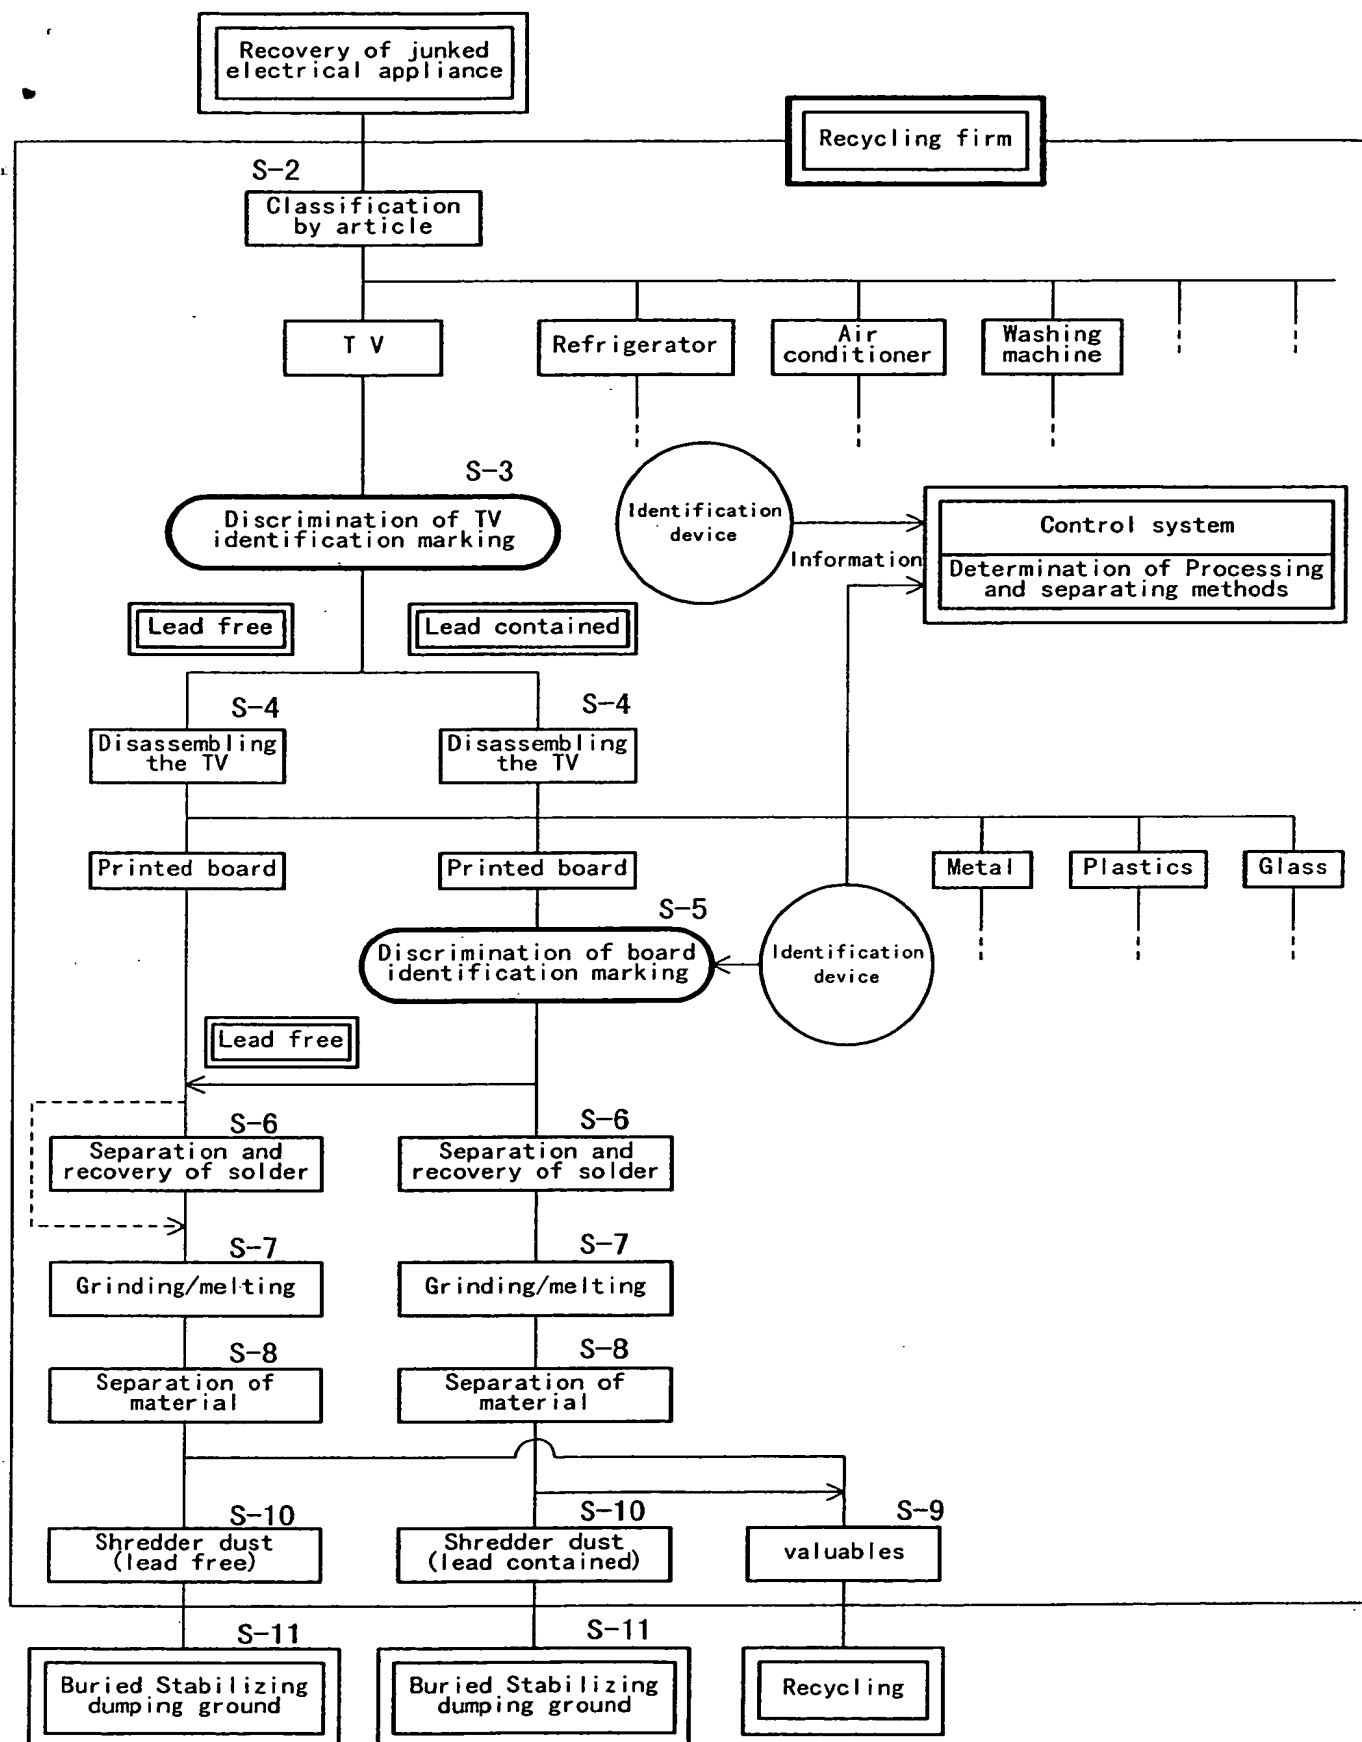 Recovery of junked
electrical appliance
Recycling firm
S-2
Classification
by article
T V
Refrigerator
Air
conditioner
Washing
machine
S-3
Discrimination of TV
identification marking
Identification
device
Information
Control system
Determination of Processing
and separating methods
Lead free
Lead contained
S-4
S-4
Disassembling
the TV
Disassembling
the TV
Printed board
Printed board
Metal
Plastics
Glass
S-5
Discrimination of board
identification marking
Identification
device
Lead free
S-6
S-6
Separation and
recovery of solder
Separation and
recovery of solder
S-7
S-7
Grinding/melting
Grinding/melting
S-8
S-8
Separation of
material
Separation of
material
S-10
S-10
S-9
Shredder dust
(lead free)
Shredder dust
(lead contained)
valuables
S-11
S-11
Buried Stabilizing
dumping ground
Buried Stabilizing
dumping ground
Recycling